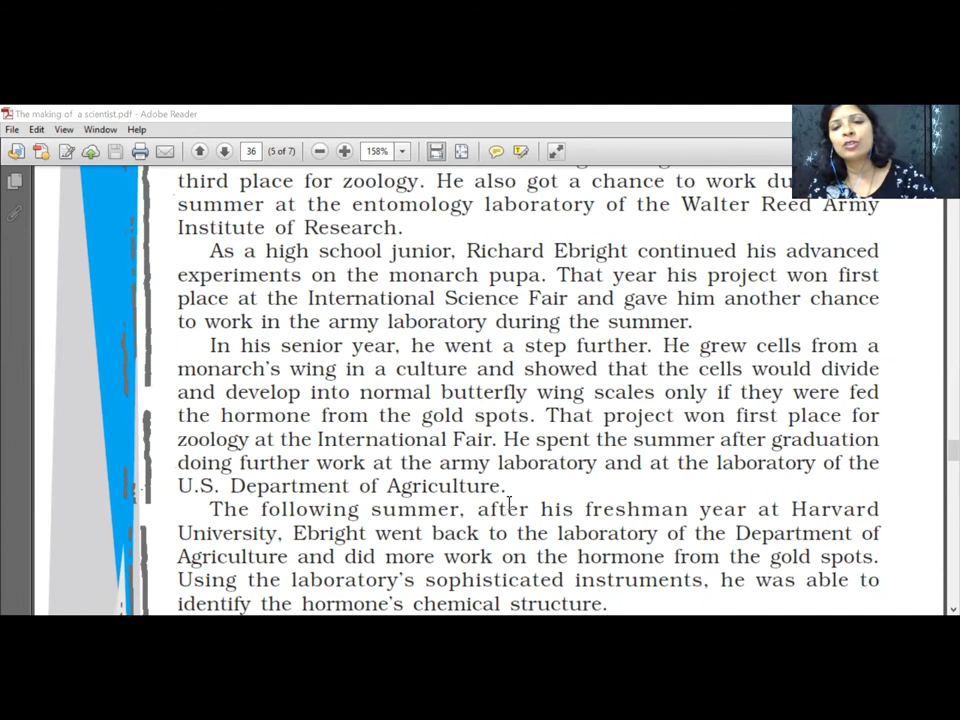 The making of a scientist.pdf - Adobe Reader
File Edit View Window Help
36 (5 of 7) 158%
third place for zoology. He also got a chance to work du
summer at the entomology laboratory of the Walter Reed Army
Institute of Research.
As a high school junior, Richard Ebright continued his advanced
experiments on the monarch pupa. That year his project won first
place at the International Science Fair and gave him another chance
to work in the army laboratory during the summer.
In his senior year, he went a step further. He grew cells from a
monarch's wing in a culture and showed that the cells would divide
and develop into normal butterfly wing scales only if they were fed
the hormone from the gold spots. That project won first place for
zoology at the International Fair. He spent the summer after graduation
doing further work at the army laboratory and at the laboratory of the
U.S. Department of Agriculture.
The following summer, after his freshman year at Harvard
University, Ebright went back to the laboratory of the Department of
Agriculture and did more work on the hormone from the gold spots.
Using the laboratory's sophisticated instruments, he was able to
identify the hormone's chemical structure.